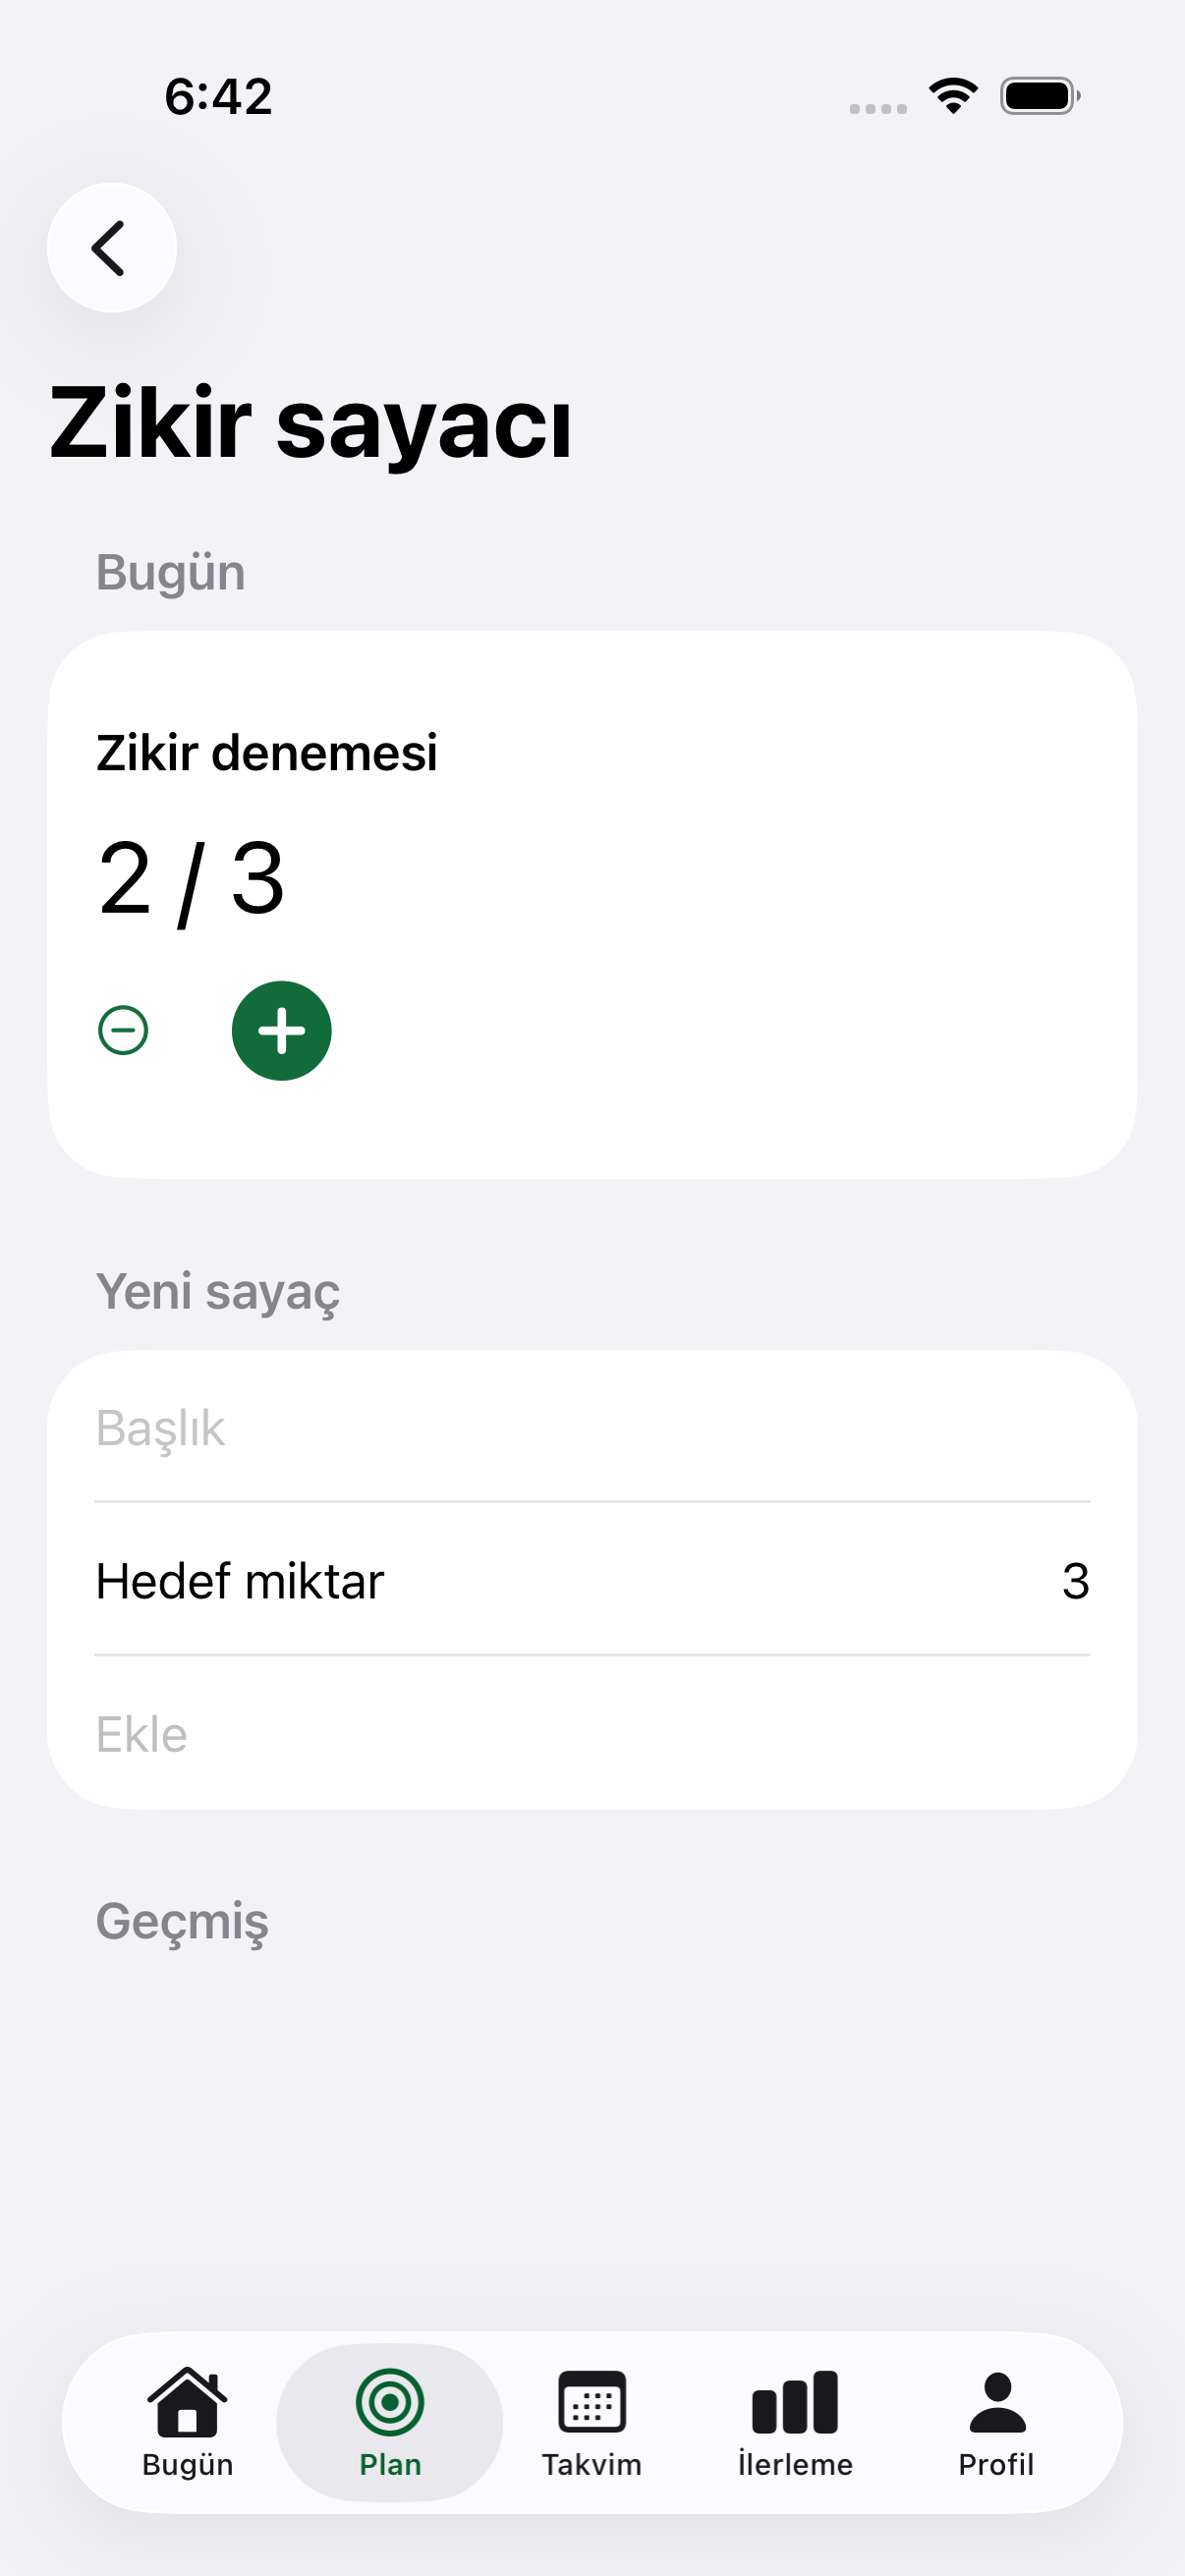 6:42
Zikir sayacı
Bugün
Zikir denemesi
2 / 3
Yeni sayaç
Başlık
Hedef miktar 3
Ekle
Geçmiş
Bugün Plan Takvim İlerleme Profil